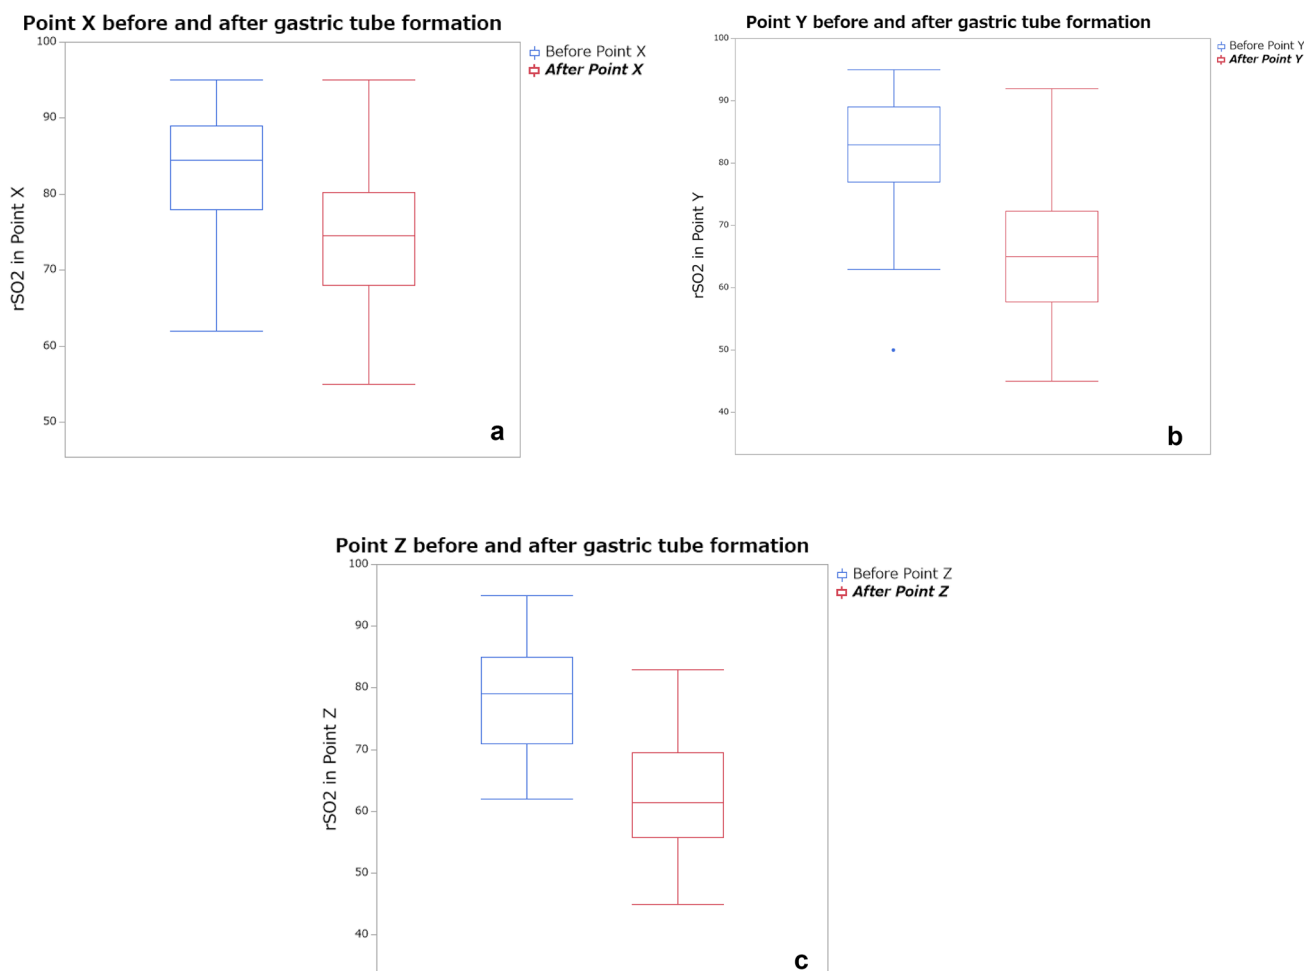 Point X before and after gastric tube formation
Before Point X
After Point X
rSO2 in Point X
100
90
80
70
60
50
a
Point Y before and after gastric tube formation
Before Point Y
After Point Y
rSO2 in Point Y
100
90
80
70
60
50
40
b
Point Z before and after gastric tube formation
Before Point Z
After Point Z
rSO2 in Point Z
100
90
80
70
60
50
40
c